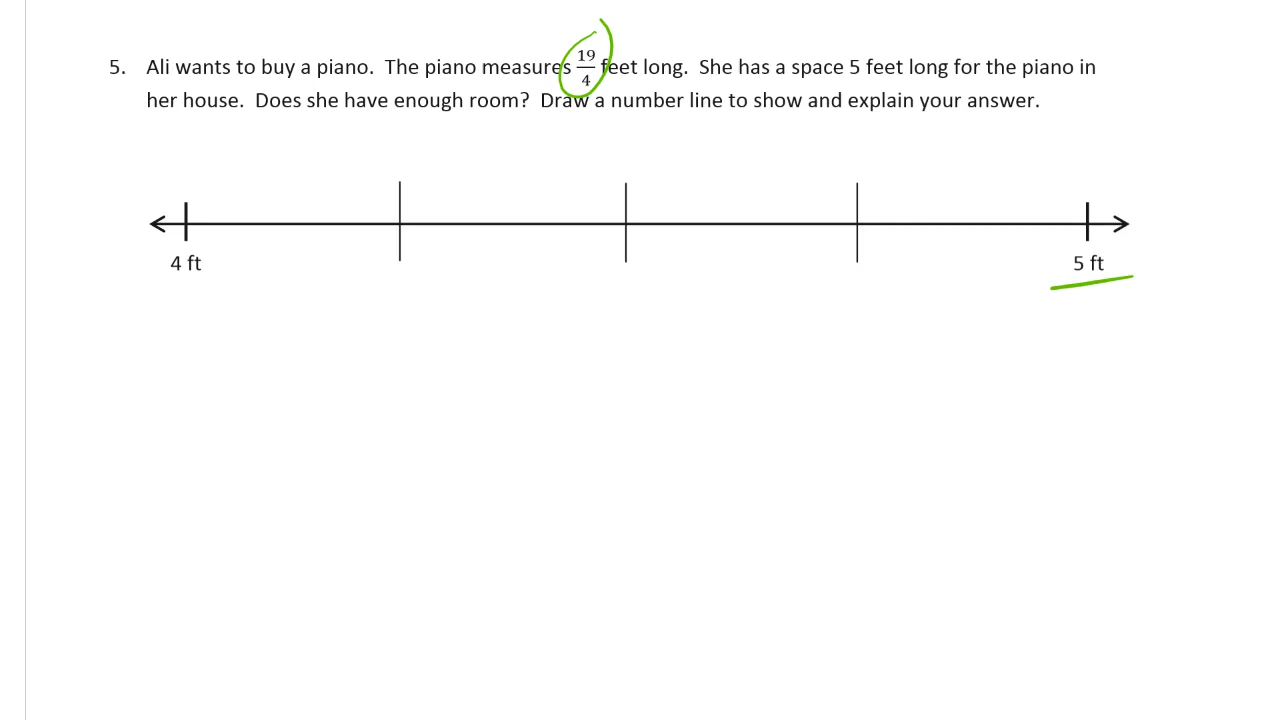 5. Ali wants to buy a piano. The piano measures 19/4 feet long. She has a space 5 feet long for the piano in
her house. Does she have enough room? Draw a number line to show and explain your answer.
4 ft 5 ft